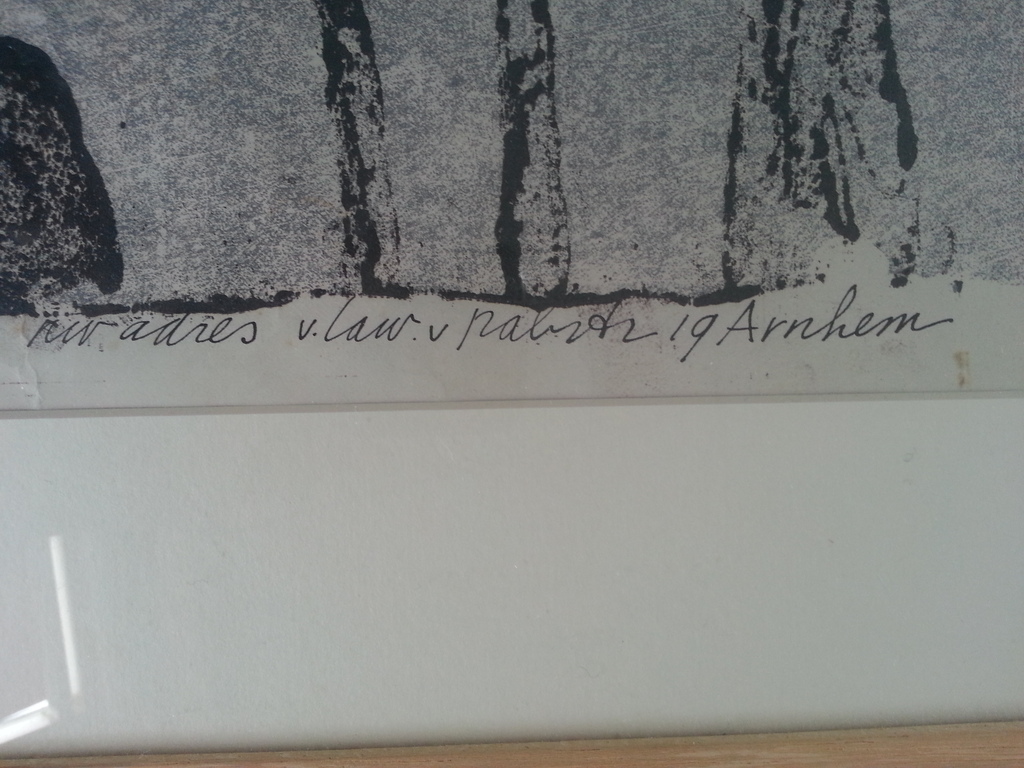 nw adres v. law. v pabstr 19 Arnhem